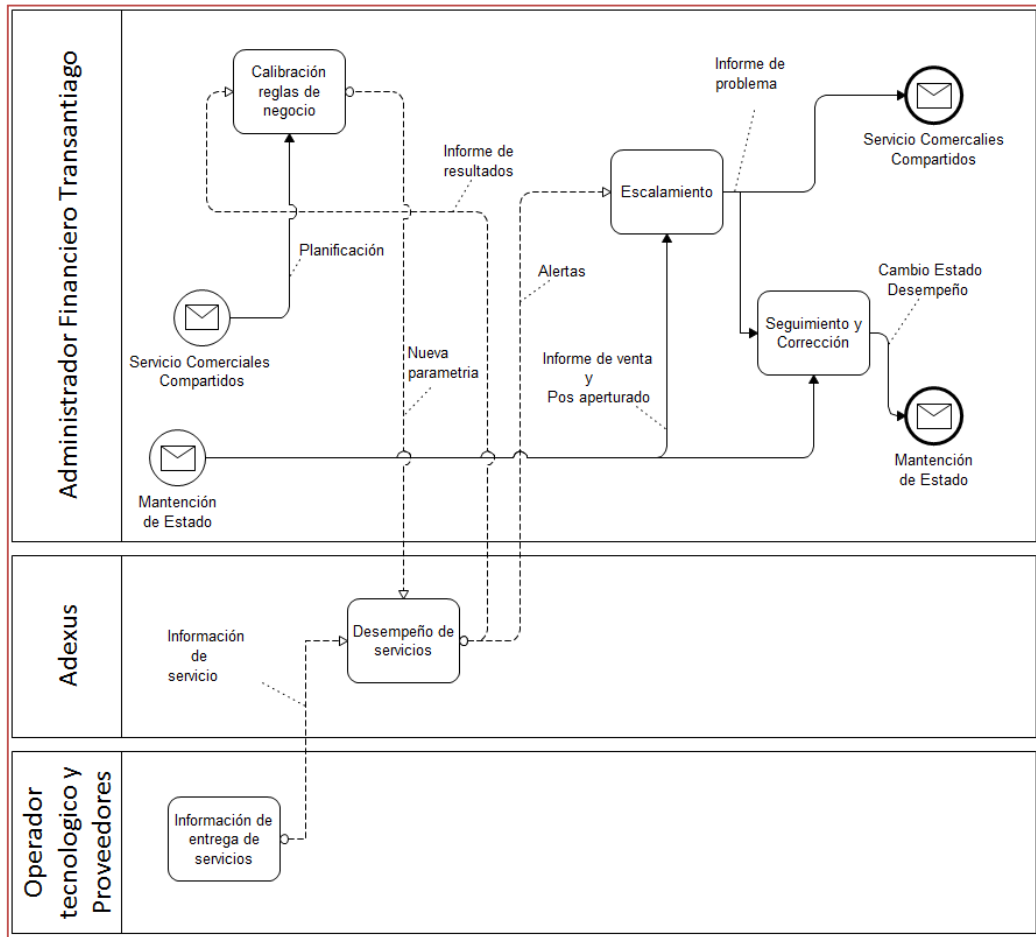 Administrador Financiero Transantiago
Calibración
reglas de
negocio
Informe de
problema
Servicio Comercalies
Compartidos
Informe de
resultados
Escalamiento
Planificación
Alertas
Cambio Estado
Desempeño
Servicio Comerciales
Compartidos
Seguimiento y
Corrección
Nueva
parametria
Informe de venta
y
Pos aperturado
Mantención
de Estado
Mantención
de Estado
Adexus
Desempeño de
servicios
Información
de
servicio
Operador
tecnologico y
Proveedores
Información de
entrega de
servicios